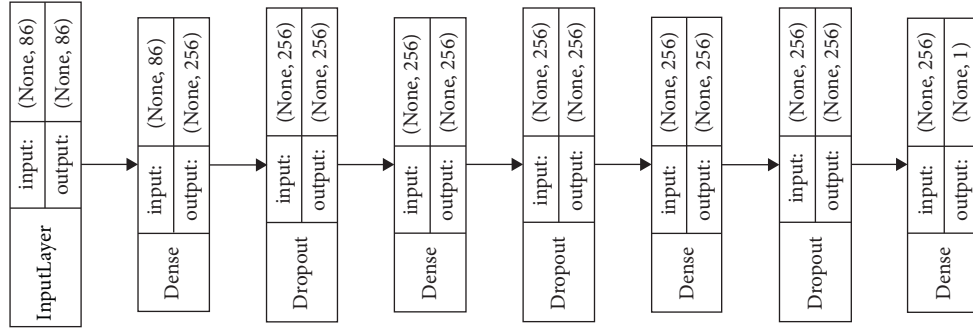 InputLayer
input:
(None, 86)
output:
(None, 86)
Dense
input:
(None, 86)
output:
(None, 256)
Dropout
input:
(None, 256)
output:
(None, 256)
Dense
input:
(None, 256)
output:
(None, 256)
Dropout
input:
(None, 256)
output:
(None, 256)
Dense
input:
(None, 256)
output:
(None, 256)
Dropout
input:
(None, 256)
output:
(None, 256)
Dense
input:
(None, 256)
output:
(None, 1)